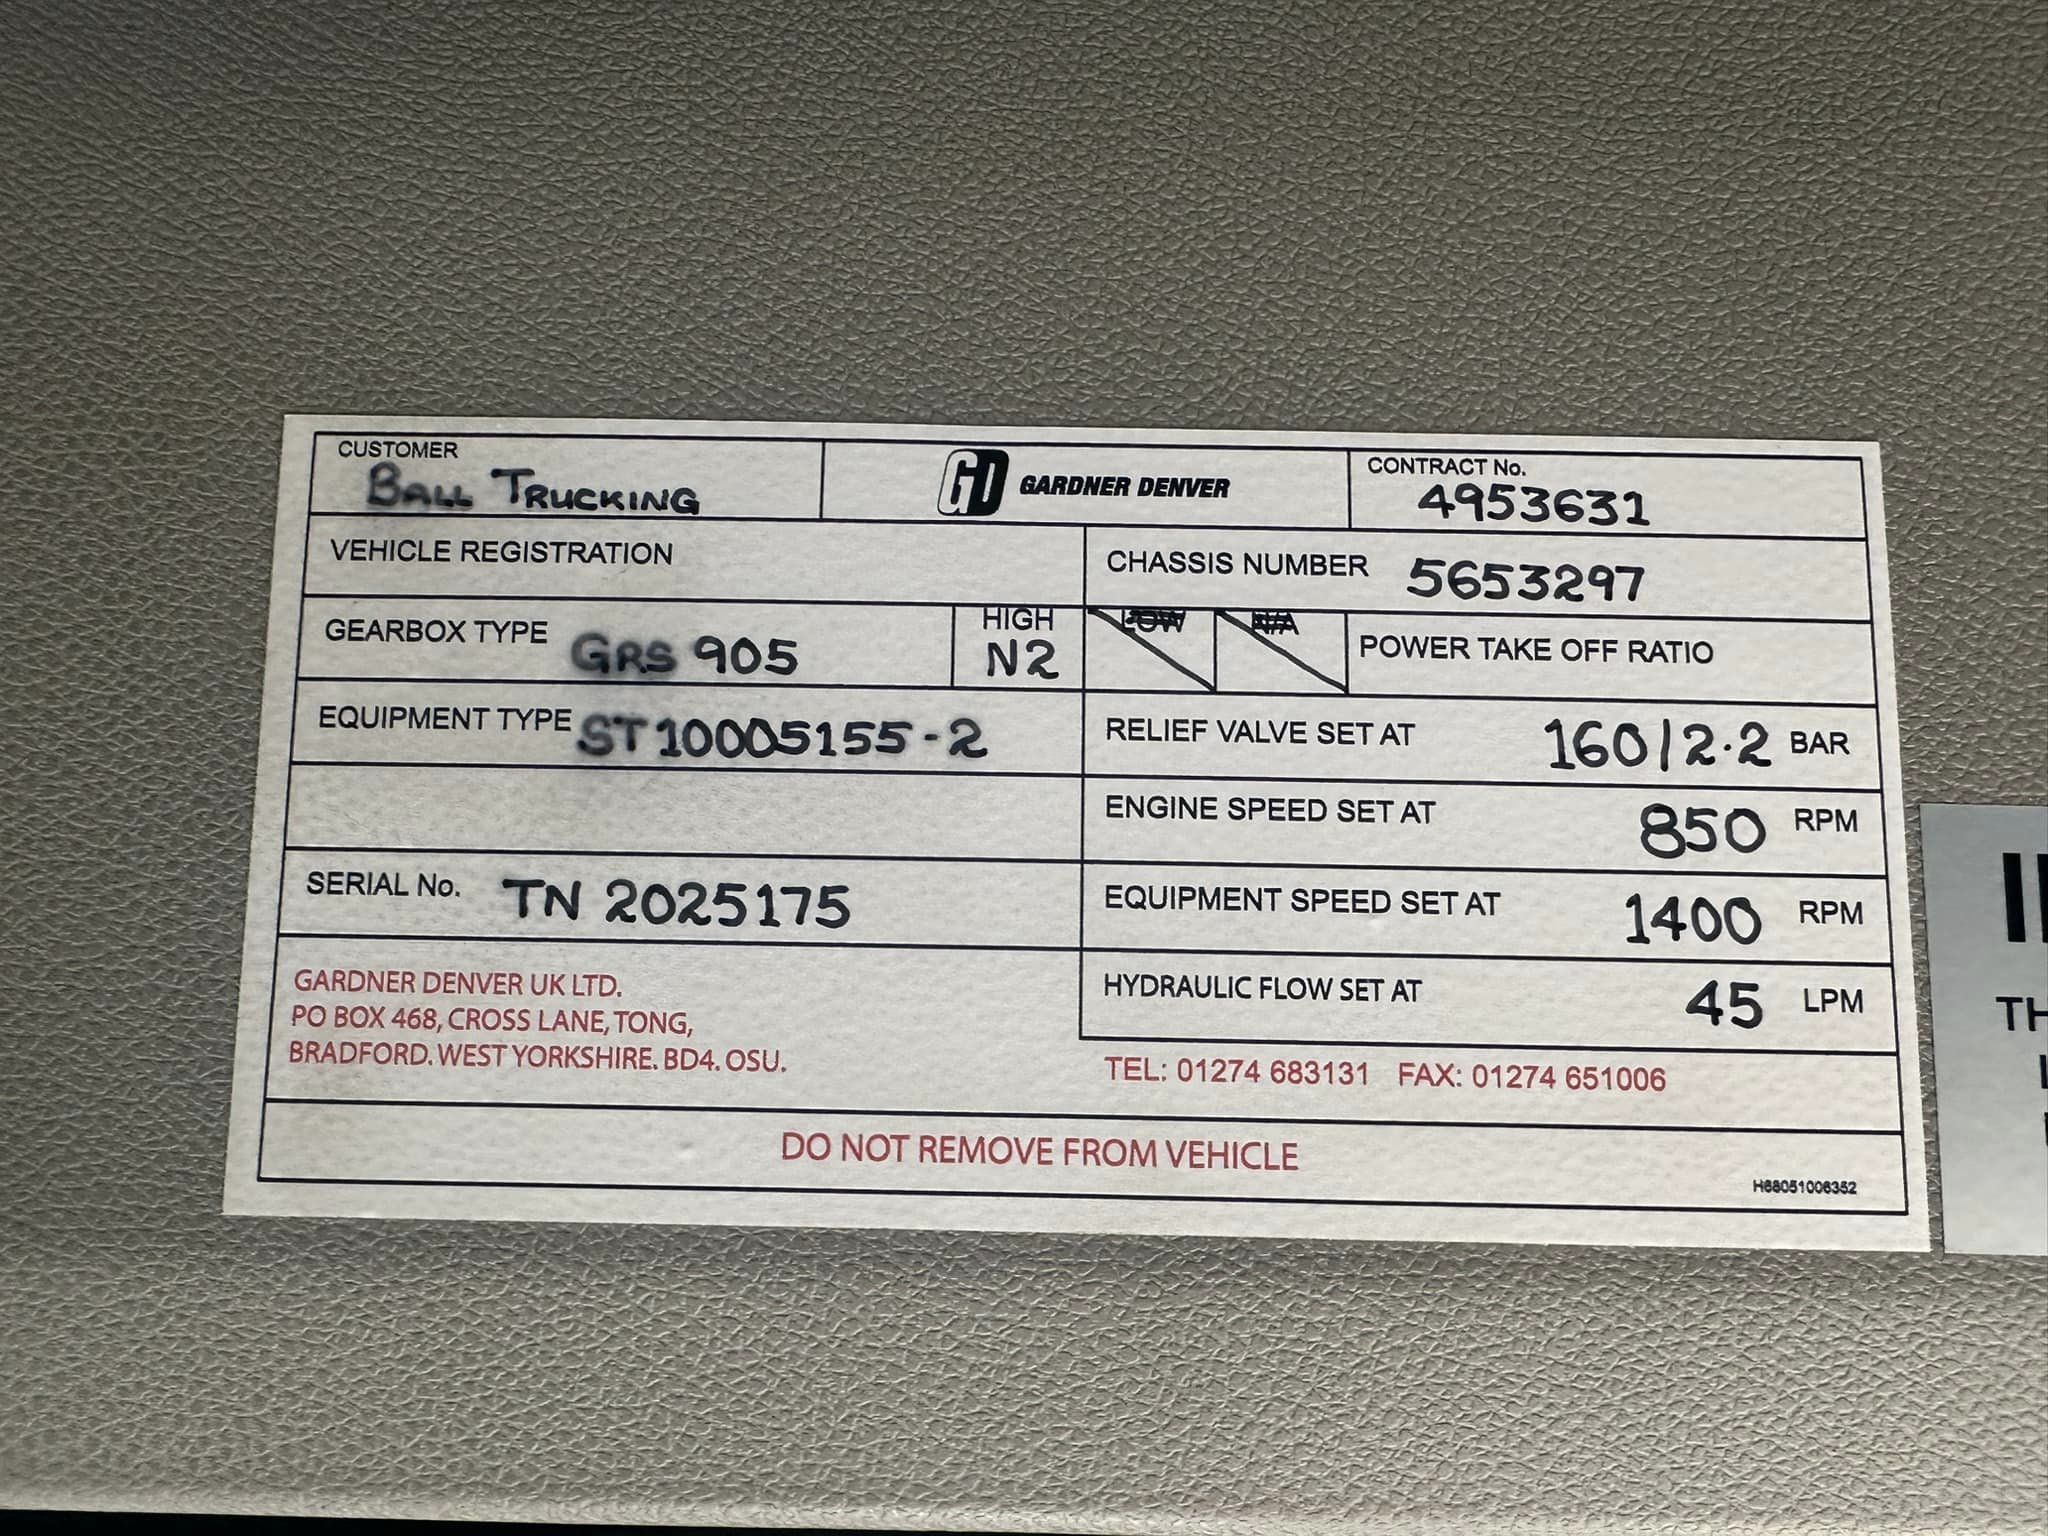 CUSTOMER
BALL TRUCKING
GD GARDNER DENVER
CONTRACT No.
4953631
VEHICLE REGISTRATION
CHASSIS NUMBER 5653297
GEARBOX TYPE GRS 905
HIGH
N2
LOW
N/A
POWER TAKE OFF RATIO
EQUIPMENT TYPE ST10005155-2
RELIEF VALVE SET AT 160/2.2 BAR
ENGINE SPEED SET AT 850 RPM
SERIAL No. TN 2025175
EQUIPMENT SPEED SET AT 1400 RPM
HYDRAULIC FLOW SET AT 45 LPM
GARDNER DENVER UK LTD.
PO BOX 468, CROSS LANE, TONG,
BRADFORD. WEST YORKSHIRE. BD4. OSU.
TEL: 01274 683131 FAX: 01274 651006
DO NOT REMOVE FROM VEHICLE
H68051006352